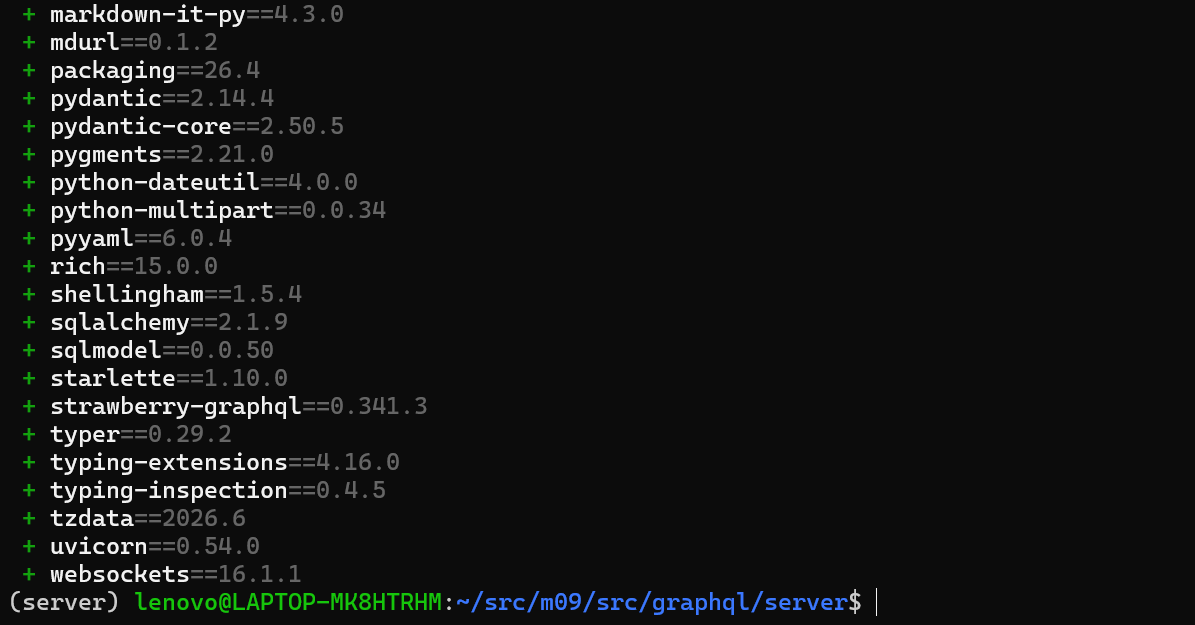 + markdown-it-py==4.3.0
+ mdurl==0.1.2
+ packaging==26.4
+ pydantic==2.14.4
+ pydantic-core==2.50.5
+ pygments==2.21.0
+ python-dateutil==4.0.0
+ python-multipart==0.0.34
+ pyyaml==6.0.4
+ rich==15.0.0
+ shellingham==1.5.4
+ sqlalchemy==2.1.9
+ sqlmodel==0.0.50
+ starlette==1.10.0
+ strawberry-graphql==0.341.3
+ typer==0.29.2
+ typing-extensions==4.16.0
+ typing-inspection==0.4.5
+ tzdata==2026.6
+ uvicorn==0.54.0
+ websockets==16.1.1
(server) lenovo@LAPTOP-MK8HTRHM:~/src/m09/src/graphql/server$